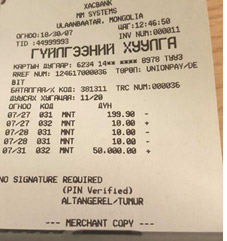 XACBANK
MM SYSTEMS
ULAANBAATAR, MONGOLIA
ОГНОО:18/30/07 ЦАГ:12:46:50
TID :44999993 INV NUM:000011
ГҮЙЛГЭЭНИЙ ХУУЛГА
КАРТЫН ДУГААР: 6234 14** **** 8978 ТУУЗ
RREF NUM: 124617000036 ТӨРӨЛ: UNIONPAY/DE
BIT
БАТАЛГАА/Х КОД: 381311 TRC NUM:000036
ДУУСАХ ХУГАЦАА: 11/20
ОГНОО КОД ДҮН
07/27 031 MNT 199.90 -
07/27 032 MNT 10.00 +
07/28 031 MNT 10.00 -
07/28 031 MNT 10.00 -
07/31 032 MNT 50.000.00 +
NO SIGNATURE REQUIRED
(PIN Verified)
ALTANGEREL/TUMUR
--- MERCHANT COPY ---